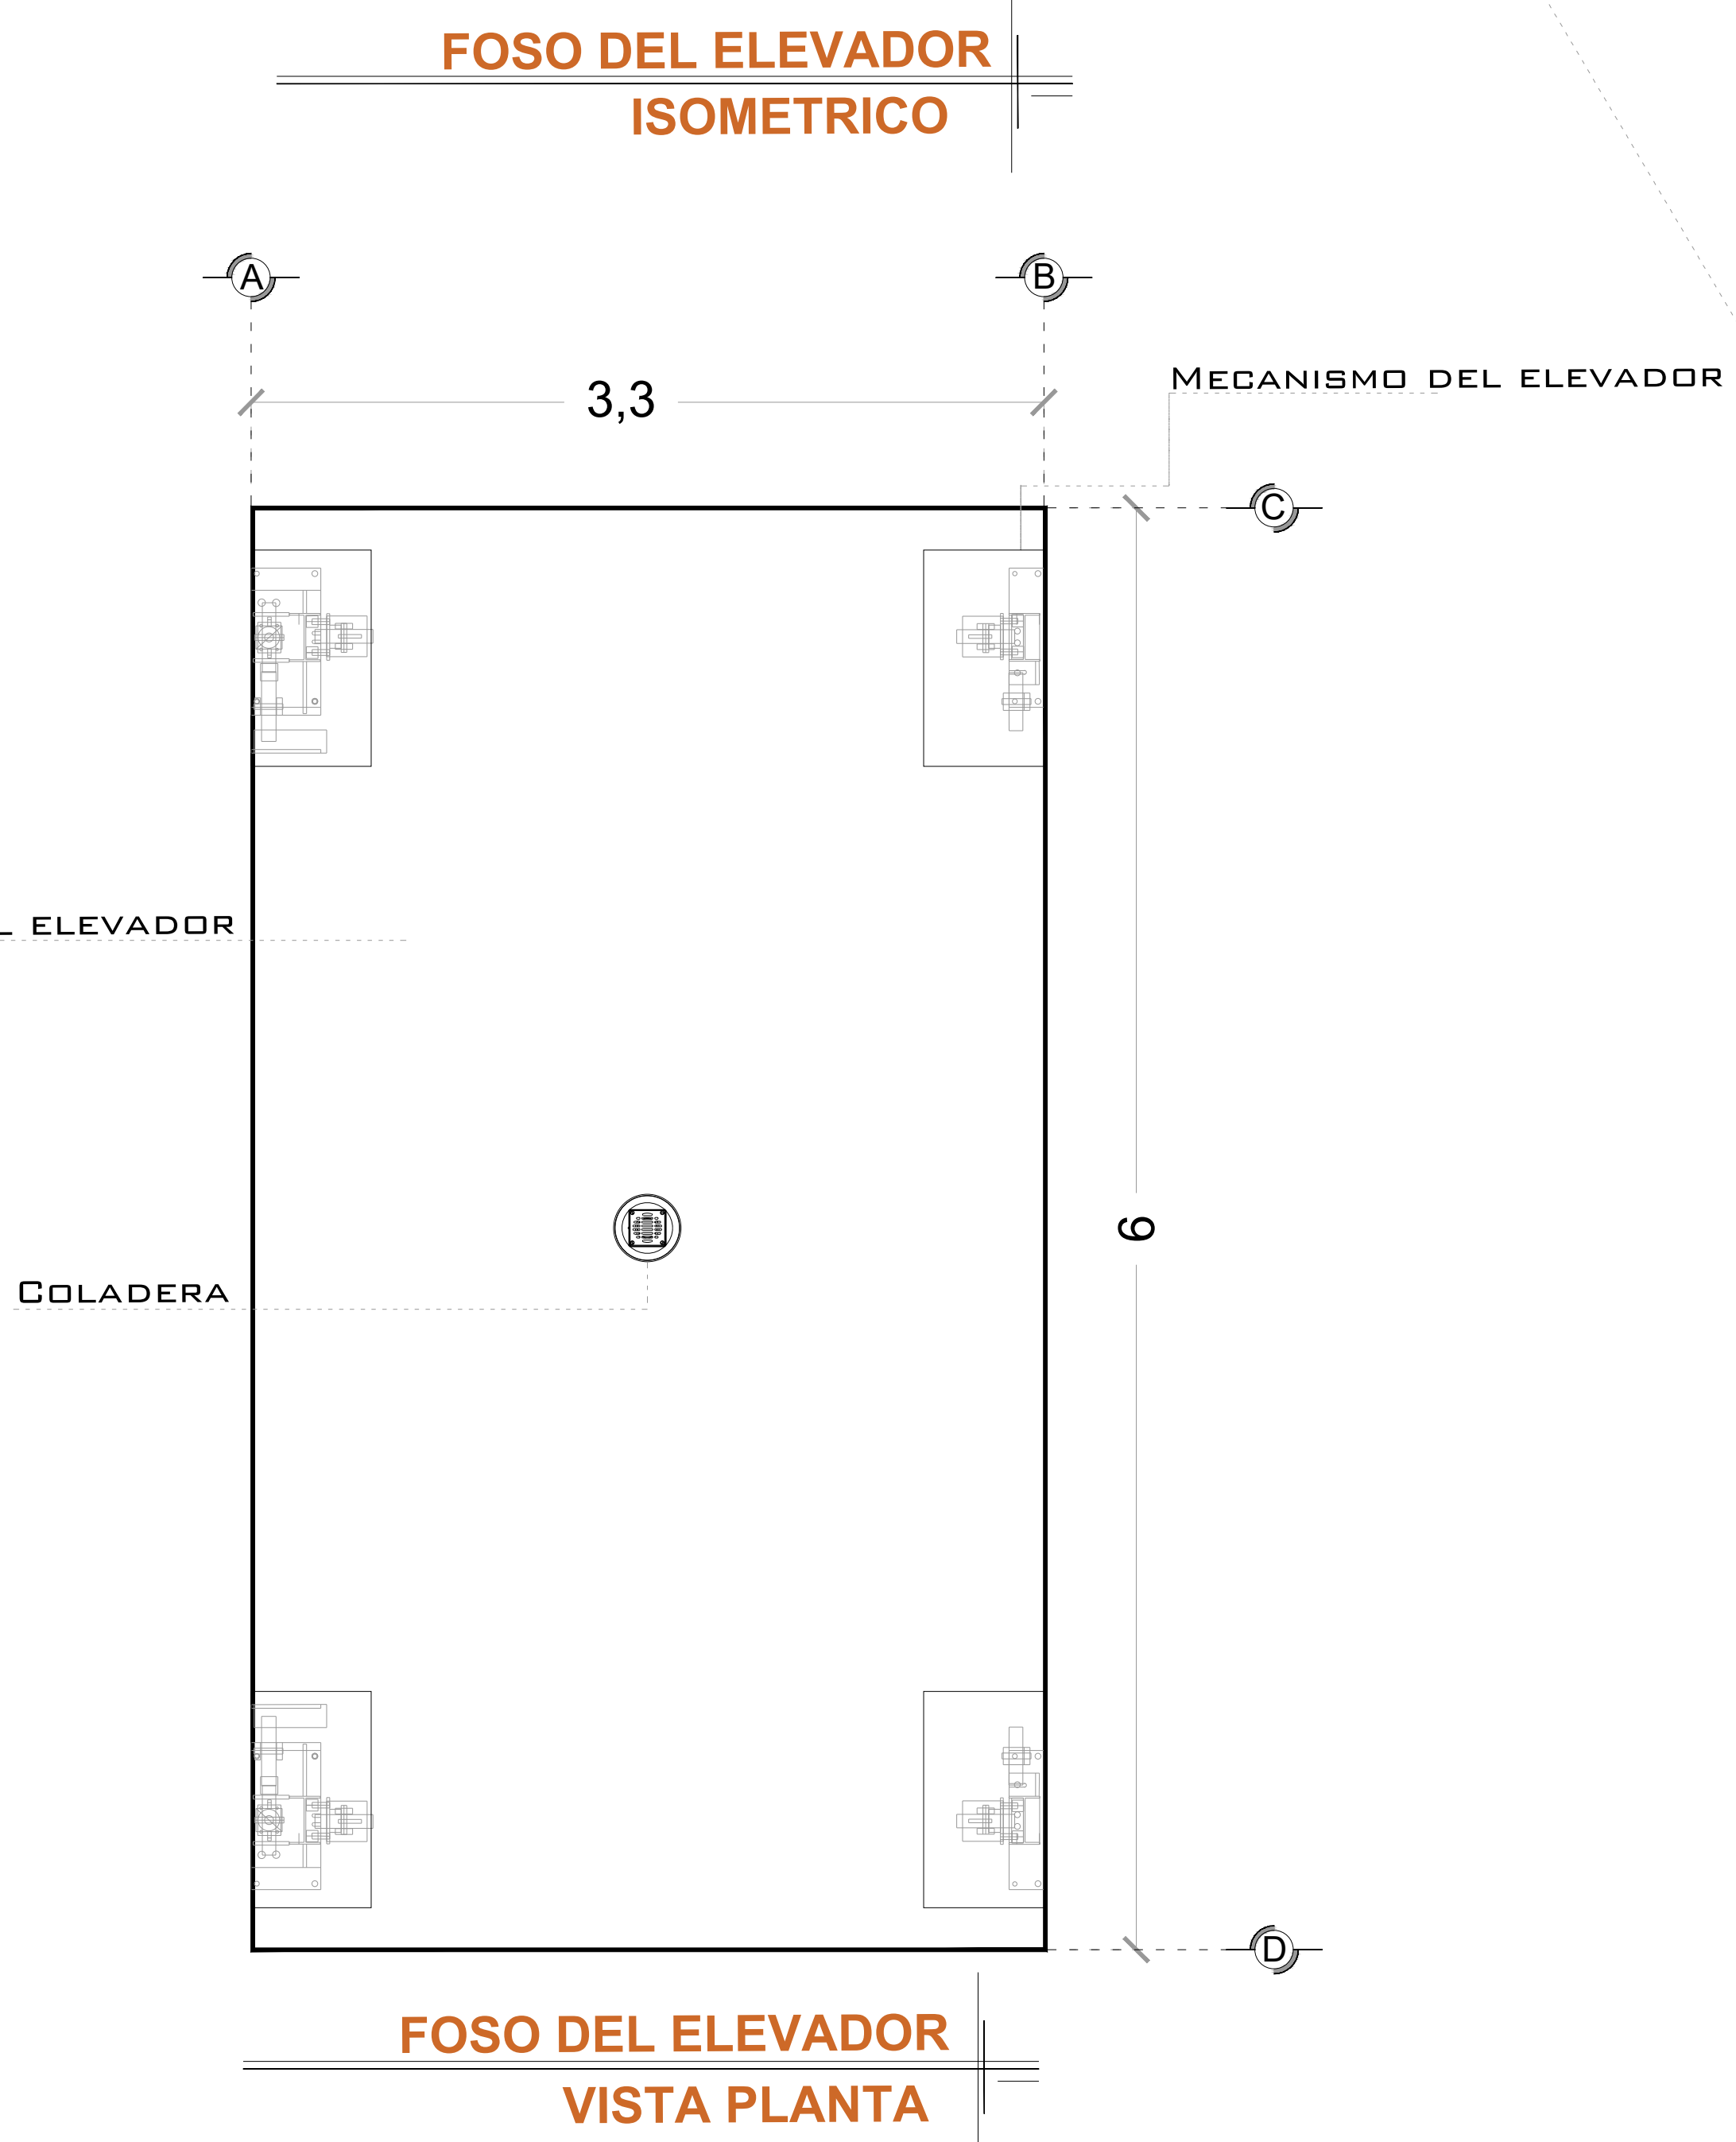 FOSO DEL ELEVADOR
ISOMETRICO
A
B
3,3
Mecanismo del elevador
C
L ELEVADOR
6
Coladera
D
FOSO DEL ELEVADOR
VISTA PLANTA